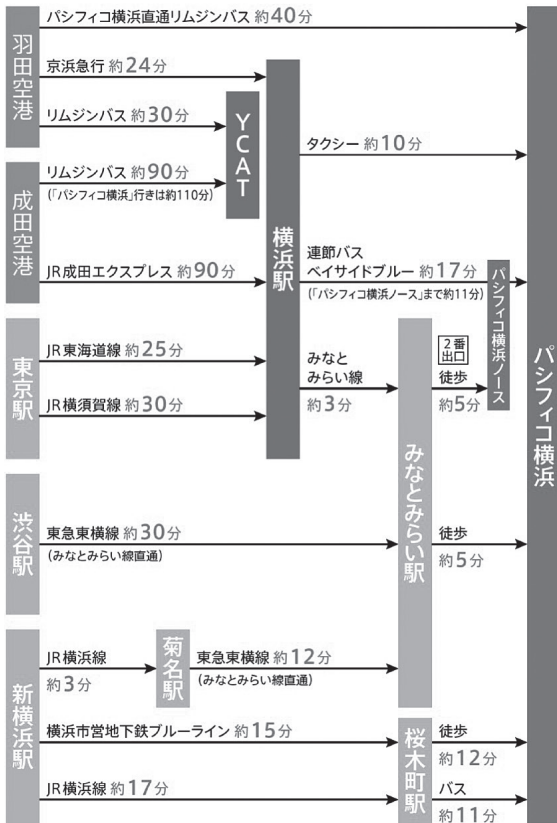 羽田空港
パシフィコ横浜直通リムジンバス 約40分
京浜急行 約24分
リムジンバス 約30分
YCAT
成田空港
リムジンバス 約90分
(「パシフィコ横浜」行きは約110分)
JR成田エクスプレス 約90分
横浜駅
タクシー 約10分
連節バス
ベイサイドブルー 約17分
(「パシフィコ横浜ノース」まで約11分)
パシフィコ横浜ノース
パシフィコ横浜
東京駅
JR東海道線 約25分
JR横須賀線 約30分
みなと
みらい線
約3分
みなとみらい駅
2番
出口
徒歩
約5分
渋谷駅
東急東横線 約30分
(みなとみらい線直通)
徒歩
約5分
新横浜駅
JR横浜線
約3分
菊名駅
東急東横線 約12分
(みなとみらい線直通)
横浜市営地下鉄ブルーライン 約15分
桜木町駅
徒歩
約12分
JR横浜線 約17分
バス
約11分